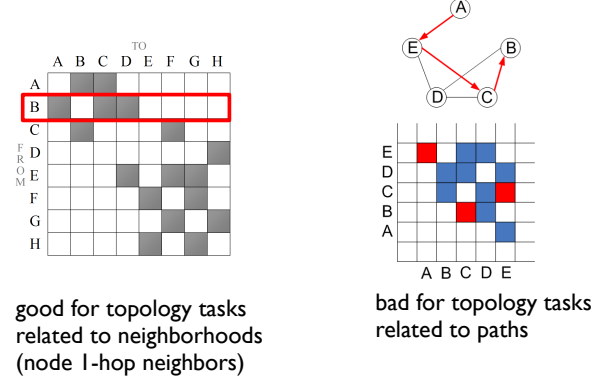 TO
A B C D E F G H
A
B
C
D
E
F
G
H
FROM
good for topology tasks
related to neighborhoods
(node 1-hop neighbors)
A
E
B
D
C
E
D
C
B
A
A B C D E
bad for topology tasks
related to paths